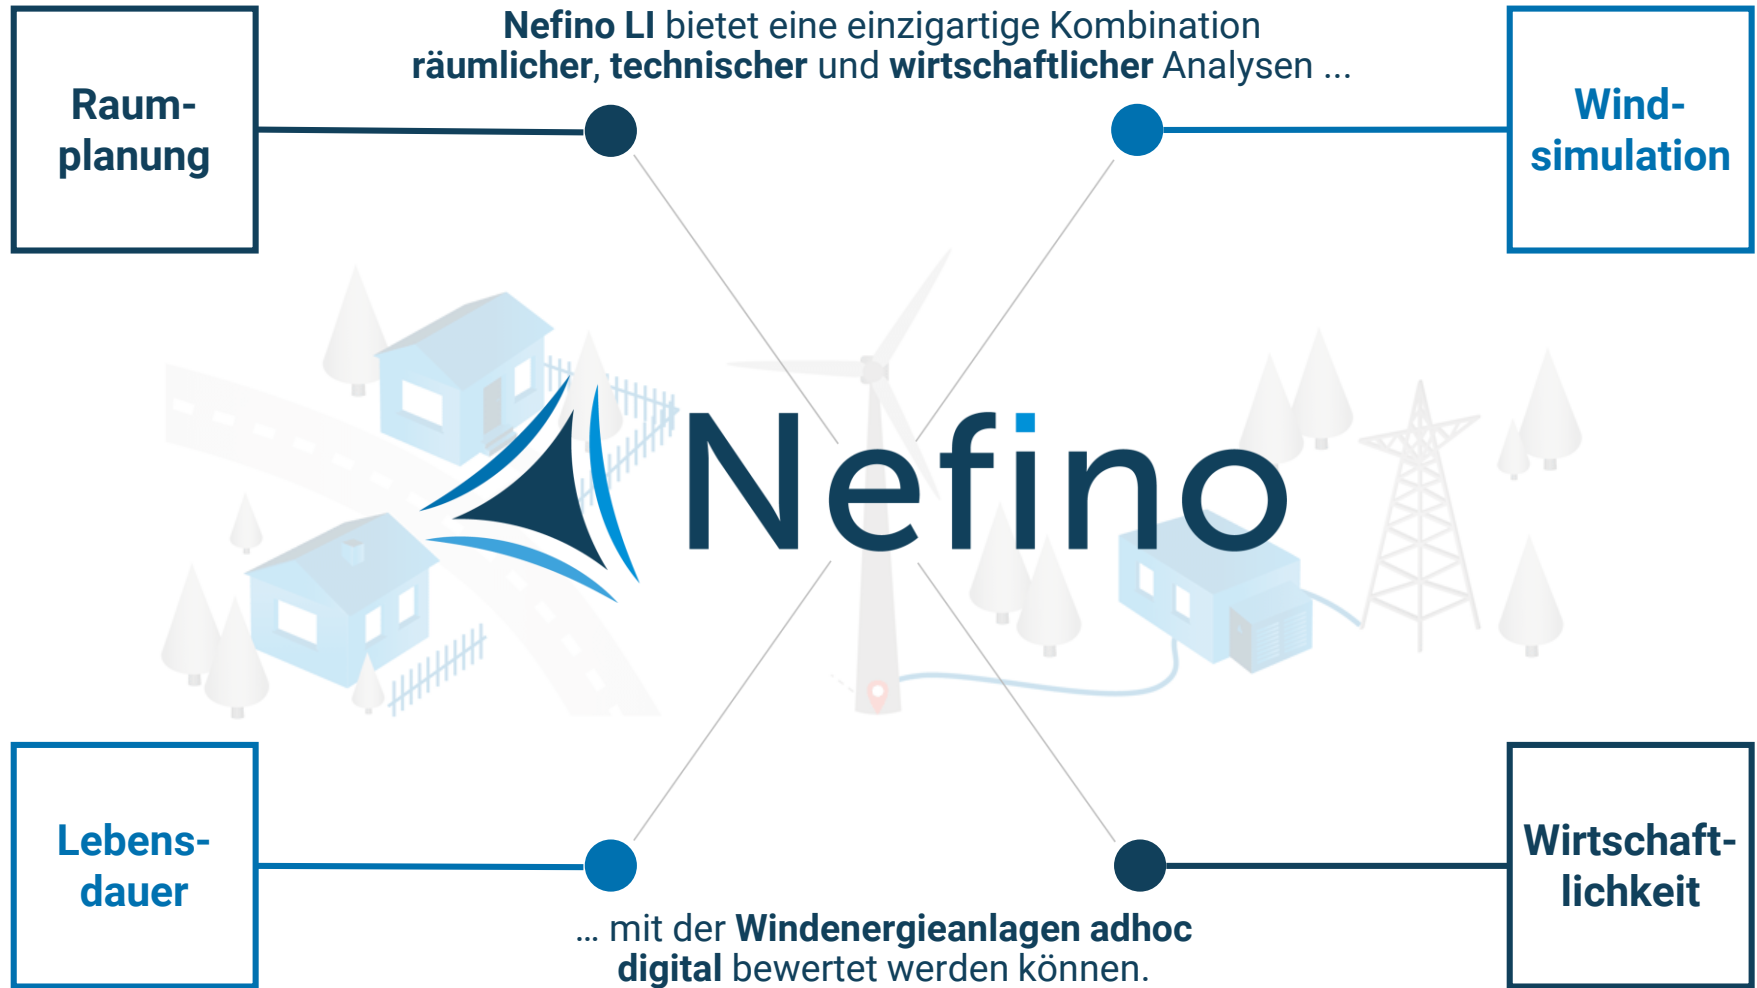 Nefino LI bietet eine einzigartige Kombination
räumlicher, technischer und wirtschaftlicher Analysen ...
Raum-
planung
Wind-
simulation
Nefino
Lebens-
dauer
Wirtschaft-
lichkeit
... mit der Windenergieanlagen adhoc
digital bewertet werden können.